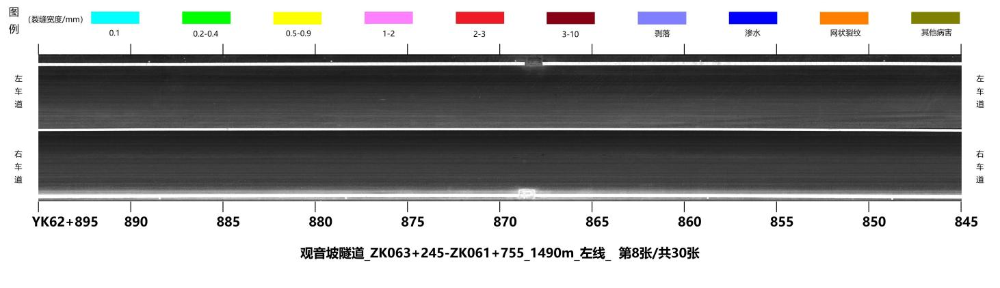 图例 (裂缝宽度/mm) 0.1 0.2-0.4 0.5-0.9 1-2 2-3 3-10 剥落 渗水 网状裂纹 其他病害
左车道 左车道
右车道 右车道
YK62+895 890 885 880 875 870 865 860 855 850 845
观音坡隧道_ZK063+245-ZK061+755_1490m_左线_ 第8张/共30张